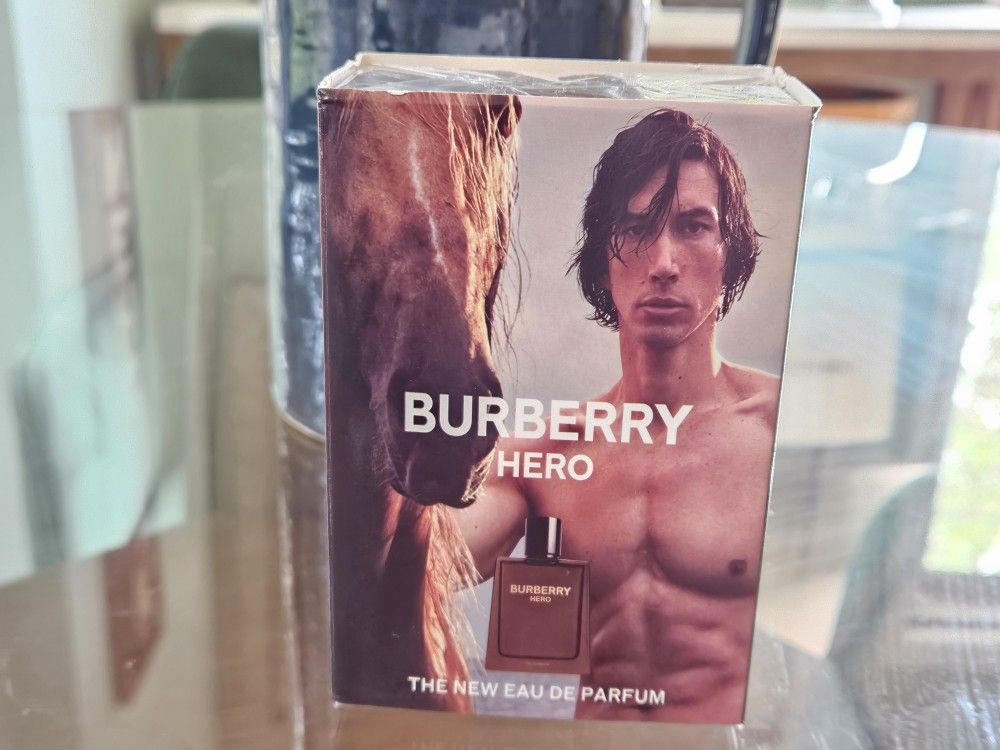 BURBERRY
HERO
BURBERRY
HERO
THE NEW EAU DE PARFUM